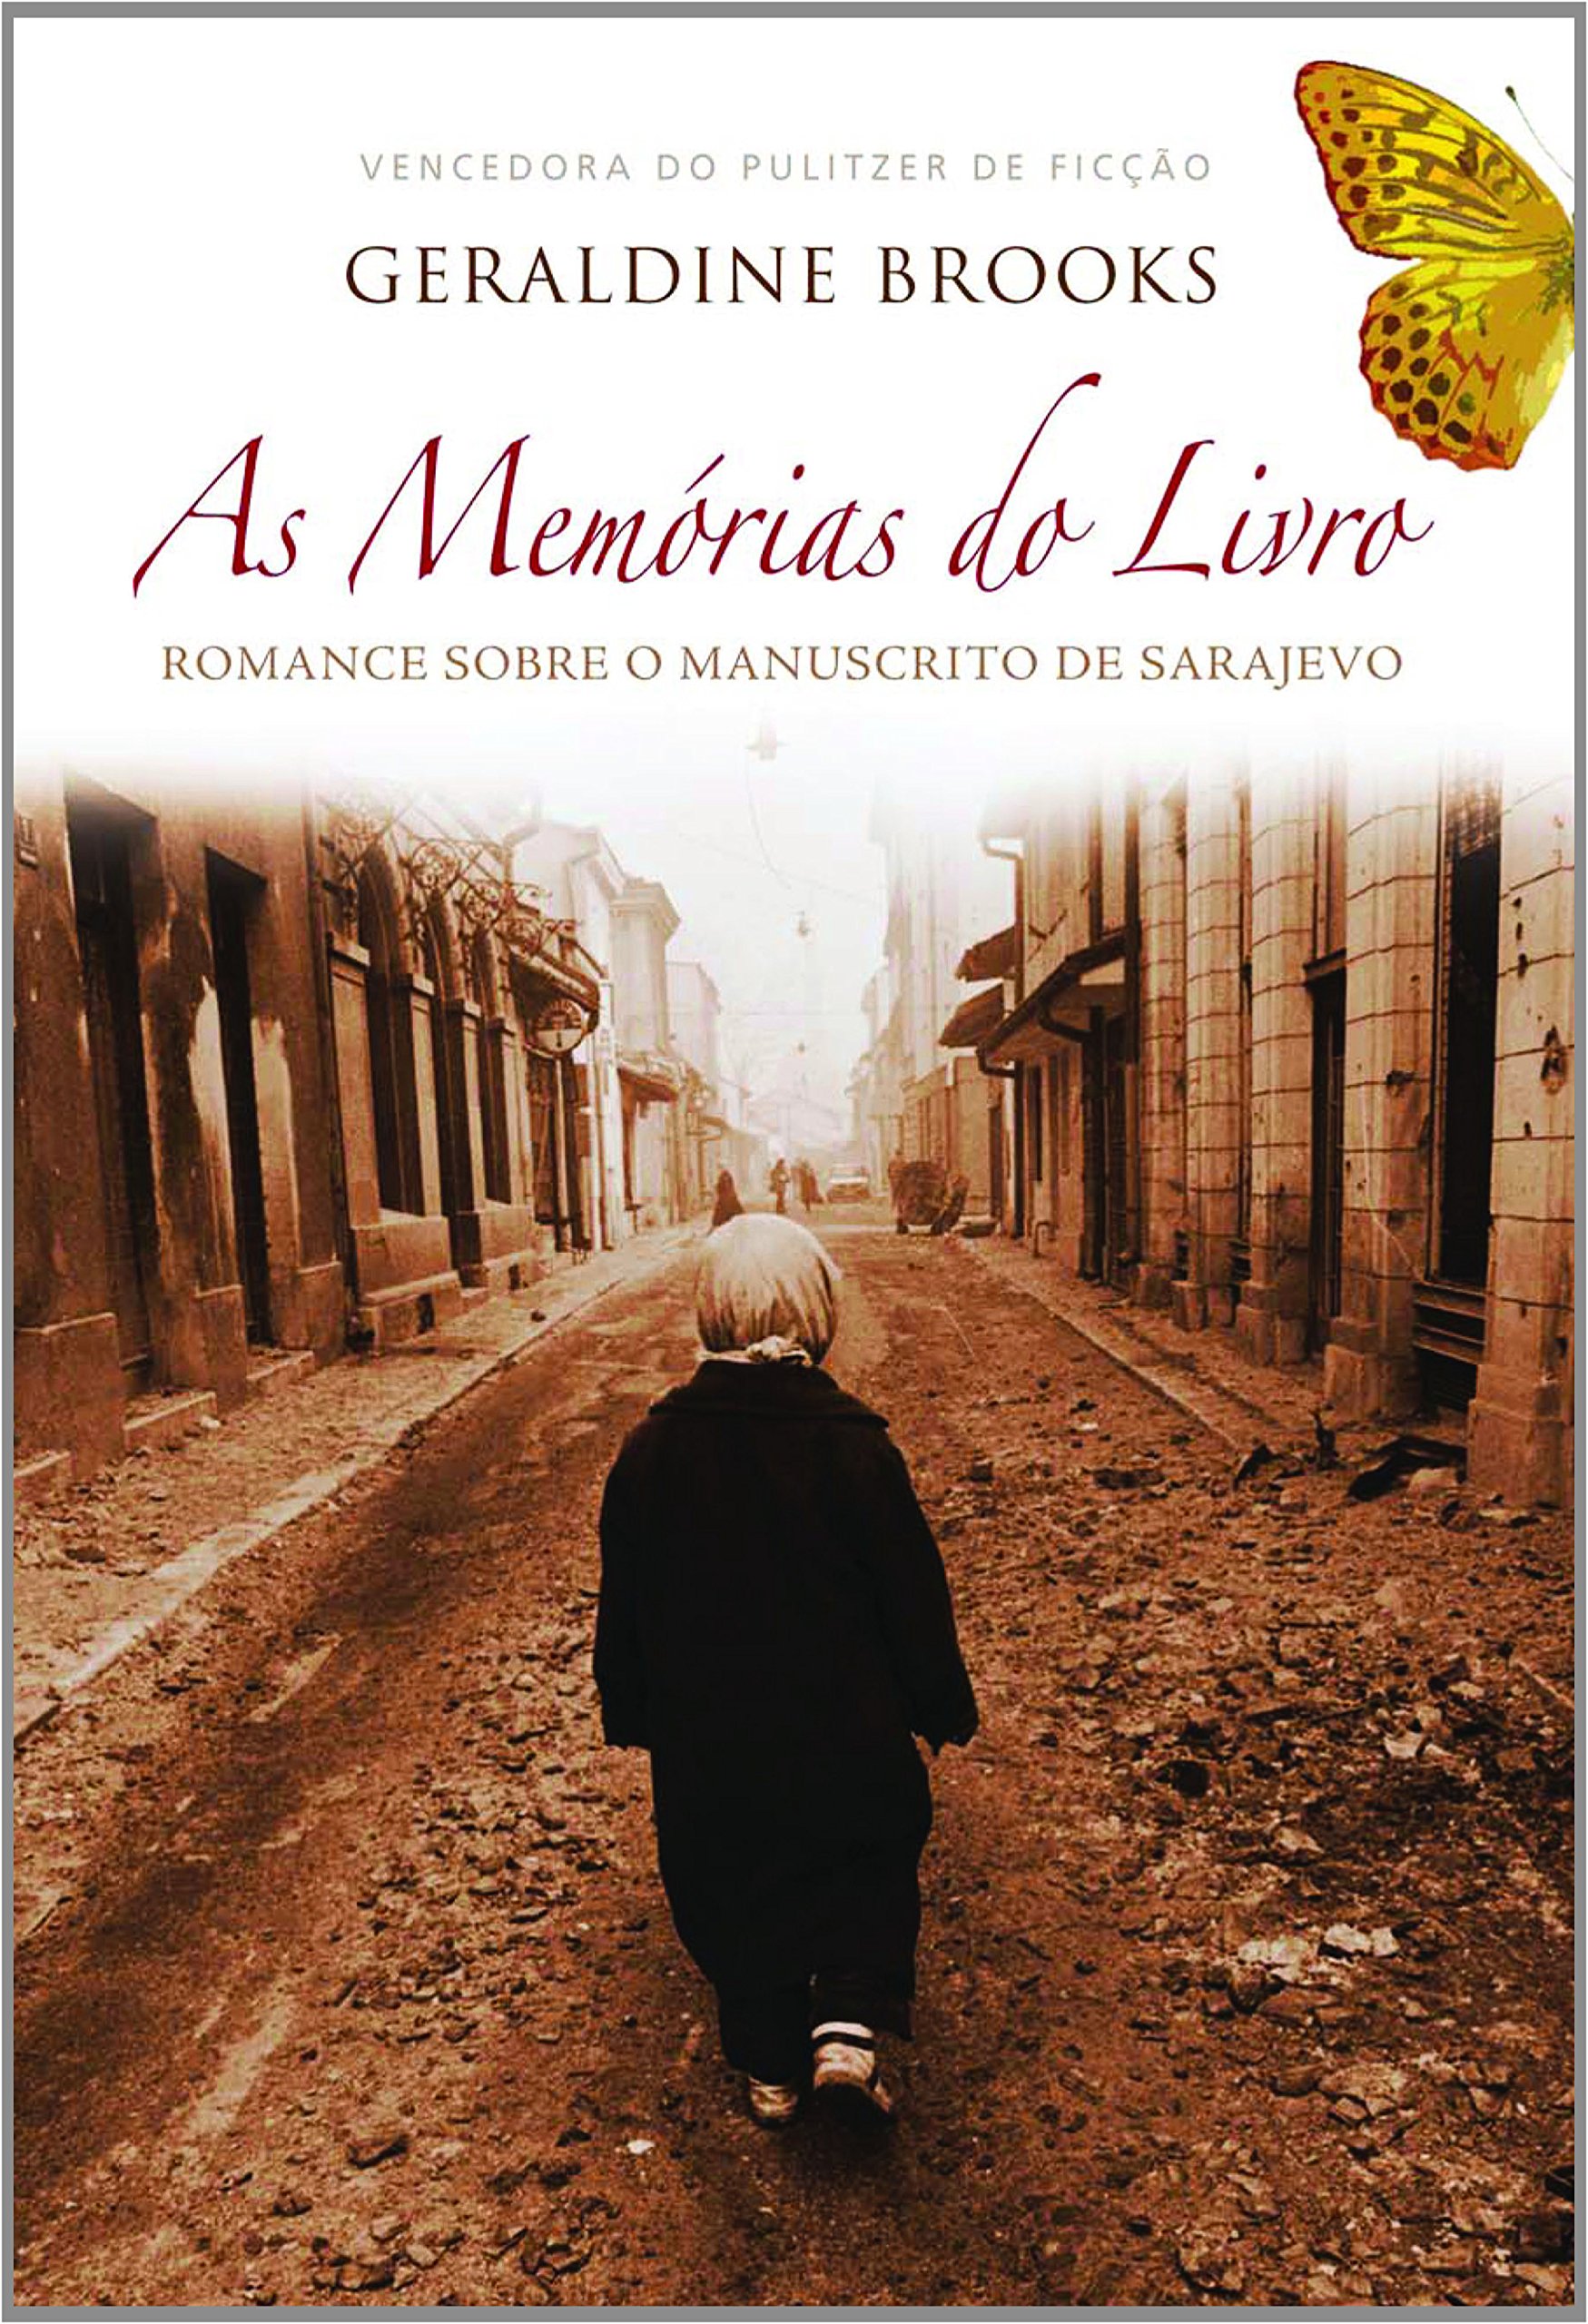 VENCEDORA DO PULITZER DE FICÇÃO
GERALDINE BROOKS
As Memórias do Livro
ROMANCE SOBRE O MANUSCRITO DE SARAJEVO